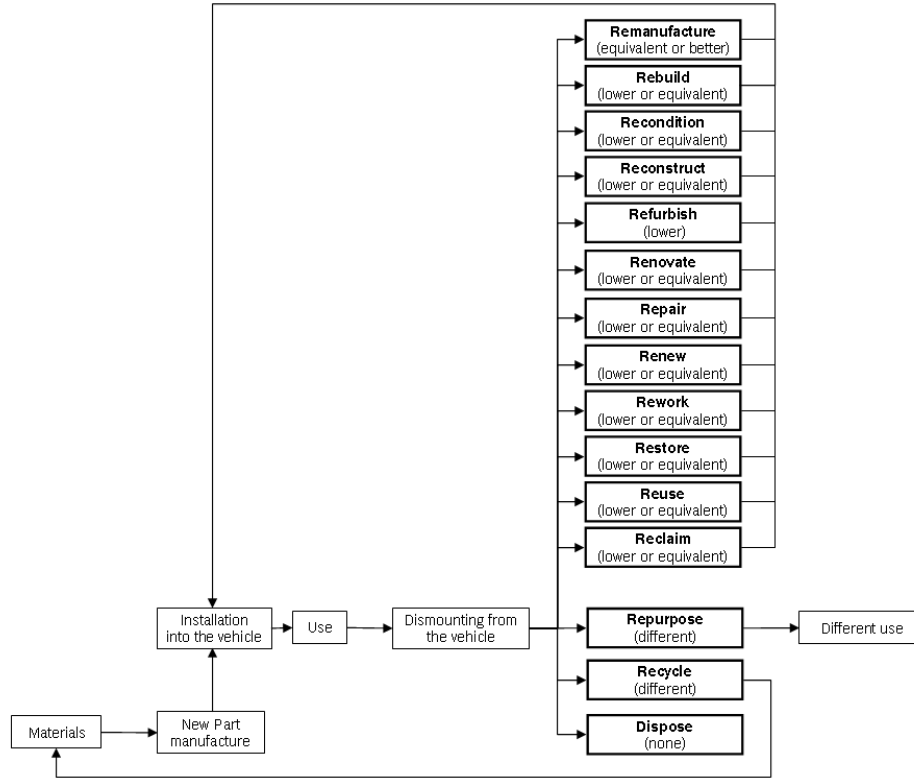 Remanufacture
(equivalent or better)
Rebuild
(lower or equivalent)
Recondition
(lower or equivalent)
Reconstruct
(lower or equivalent)
Refurbish
(lower)
Renovate
(lower or equivalent)
Repair
(lower or equivalent)
Renew
(lower or equivalent)
Rework
(lower or equivalent)
Restore
(lower or equivalent)
Reuse
(lower or equivalent)
Reclaim
(lower or equivalent)
Installation
into the vehicle
Use
Dismounting from
the vehicle
Repurpose
(different)
Different use
Recycle
(different)
Materials
New Part
manufacture
Dispose
(none)